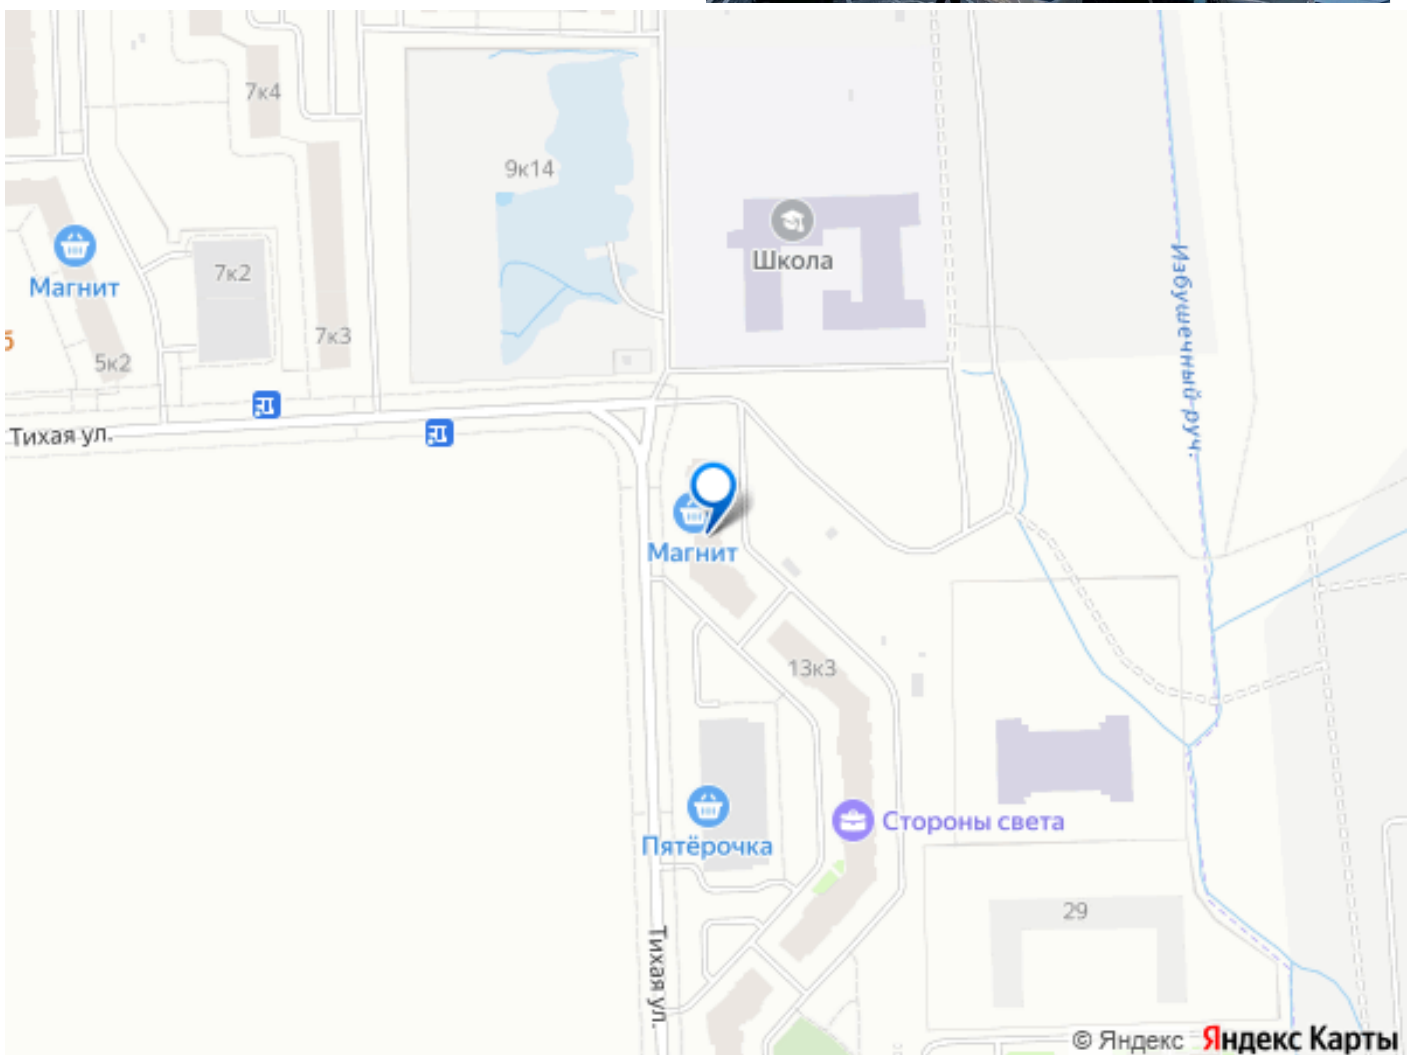 7к4
9к14
Школа
Магнит
7к2
7к3
5к2
б
Тихая ул.
Избушечный руч.
Магнит
13к3
Стороны света
Пятёрочка
29
Тихая ул.
© Яндекс Яндекс Карты